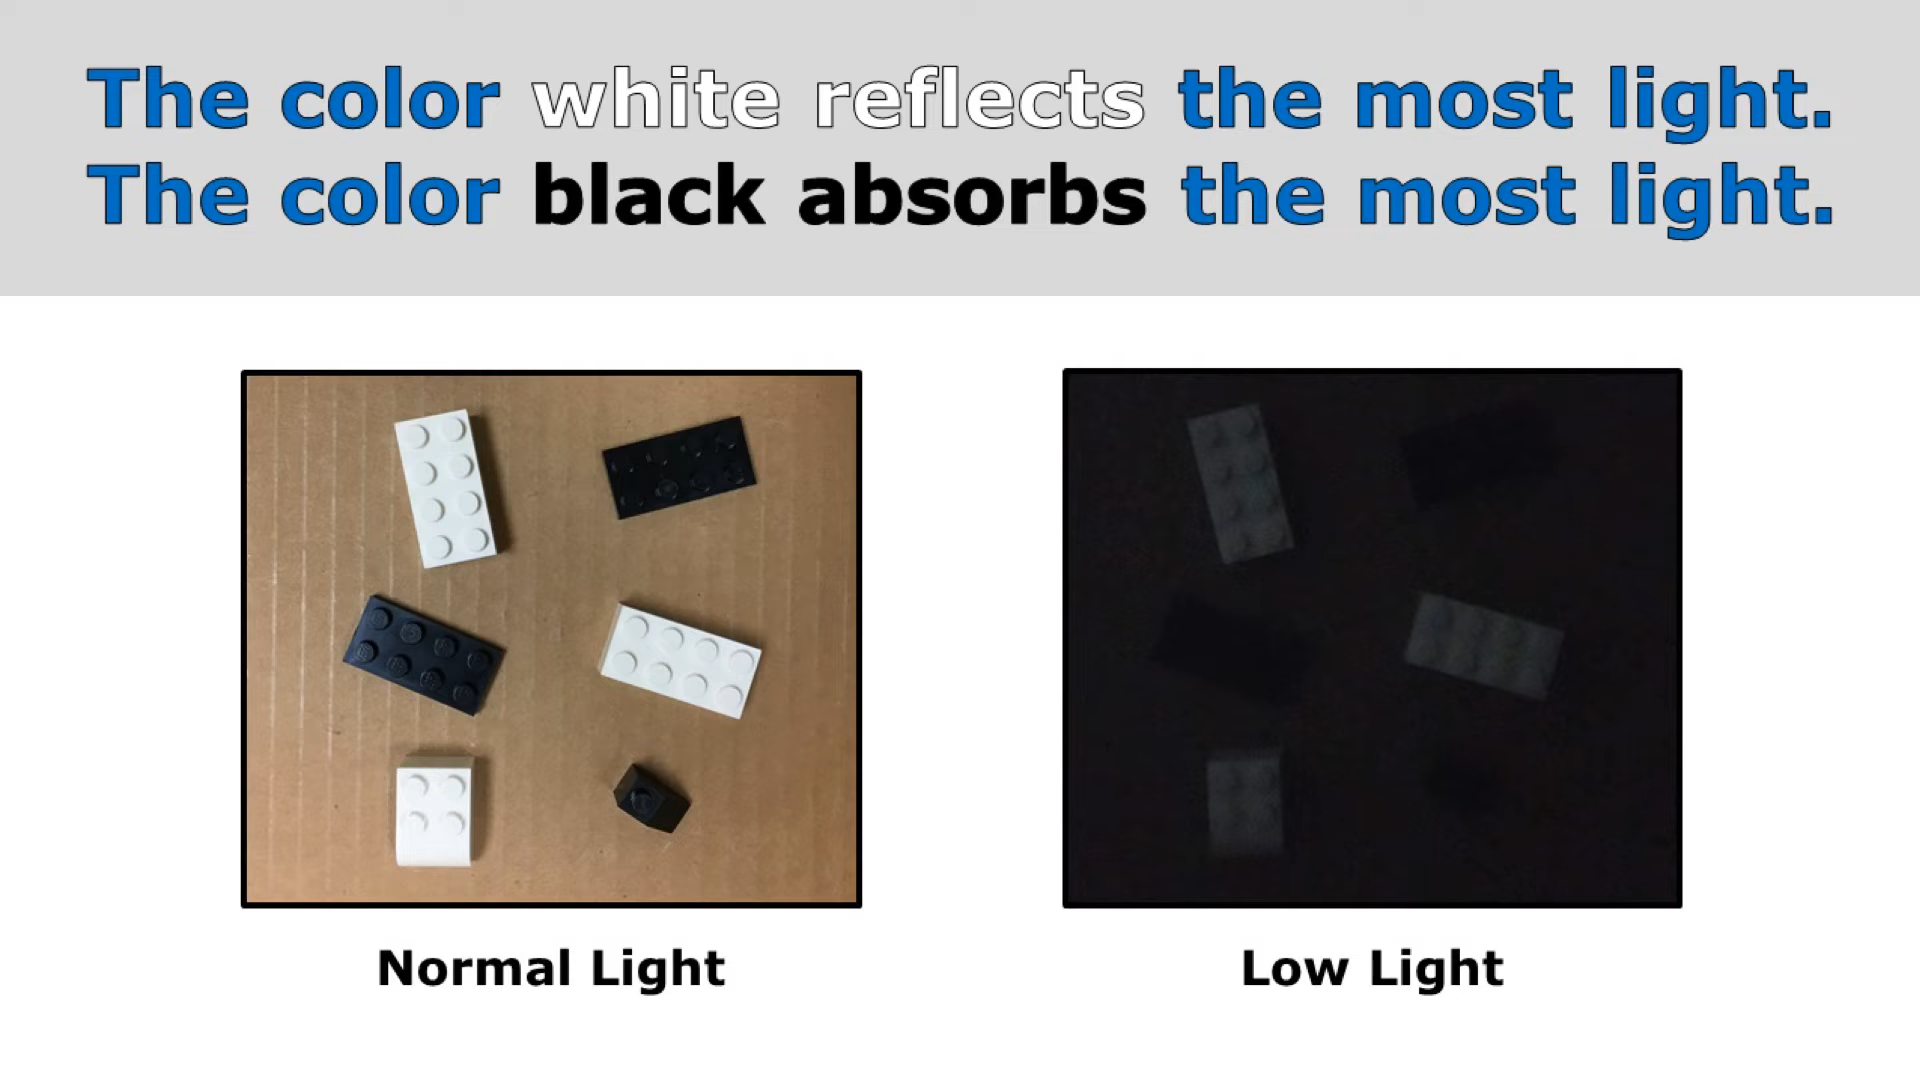 The color white reflects the most light.
The color black absorbs the most light.
Normal Light
Low Light